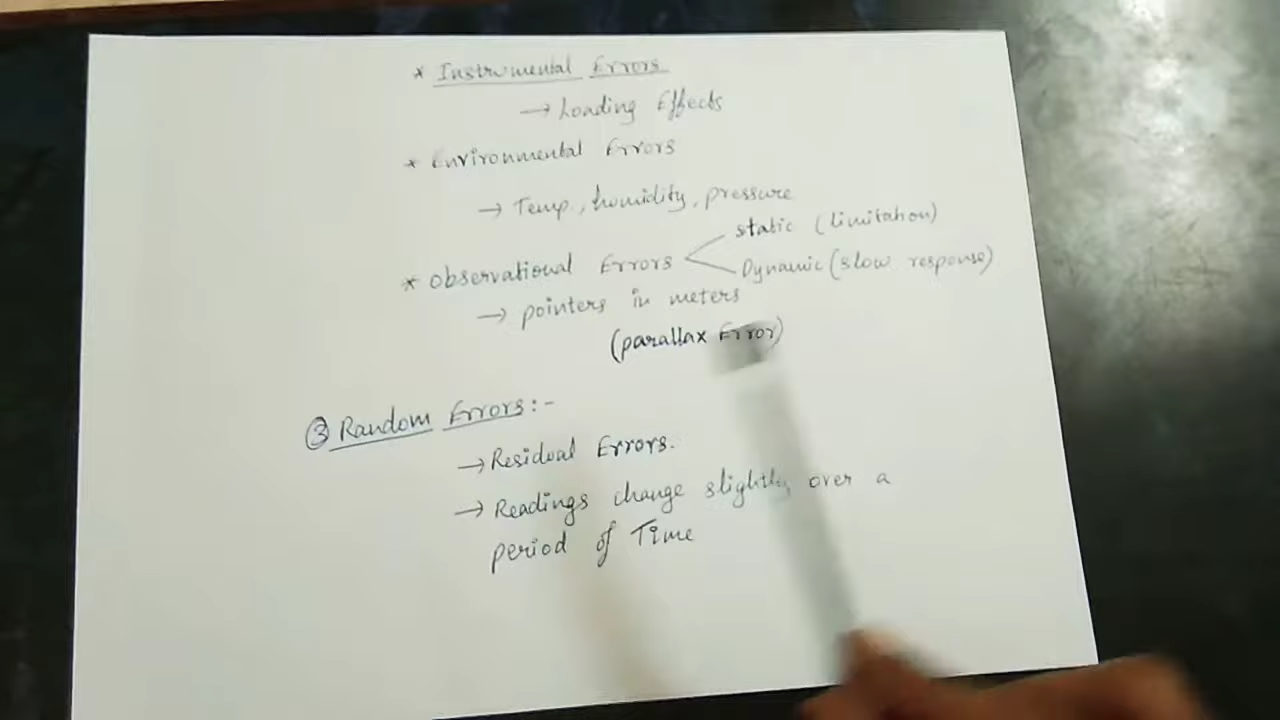 * Instrumental Errors
→ Loading Effects
* Environmental Errors
→ Temp., humidity, pressure
static (limitation)
* Observational Errors
Dynamic (slow response)
→ pointers in meters
(parallax Error)
③ Random Errors:-
→ Residual Errors.
→ Readings change slightly over a
period of Time